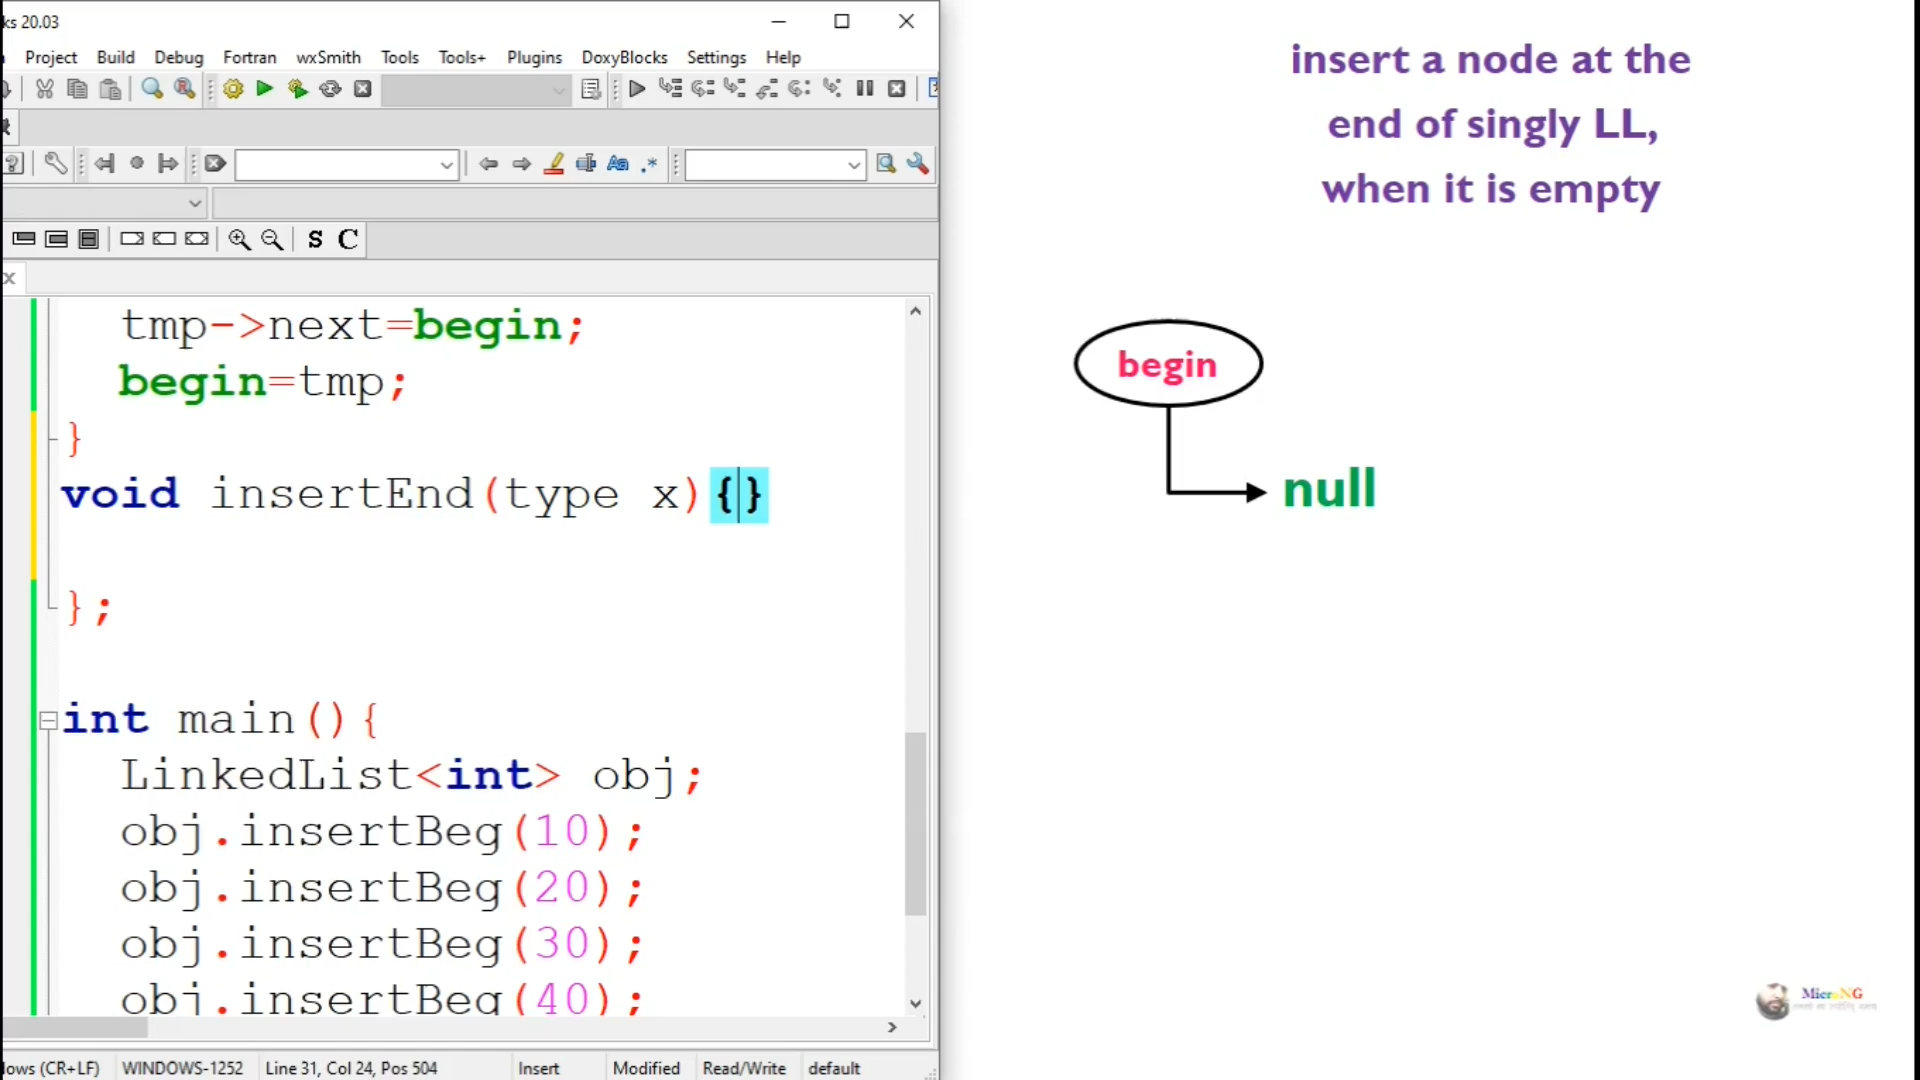 ks 20.03
Project Build Debug Fortran wxSmith Tools Tools+ Plugins DoxyBlocks Settings Help
S C
tmp->next=begin;
begin=tmp;
}
void insertEnd(type x){}
};
int main(){
LinkedList<int> obj;
obj.insertBeg(10);
obj.insertBeg(20);
obj.insertBeg(30);
obj.insertBeg(40);
lows (CR+LF) WINDOWS-1252 Line 31, Col 24, Pos 504 Insert Modified Read/Write default
insert a node at the
end of singly LL,
when it is empty
begin
null
MicroNG